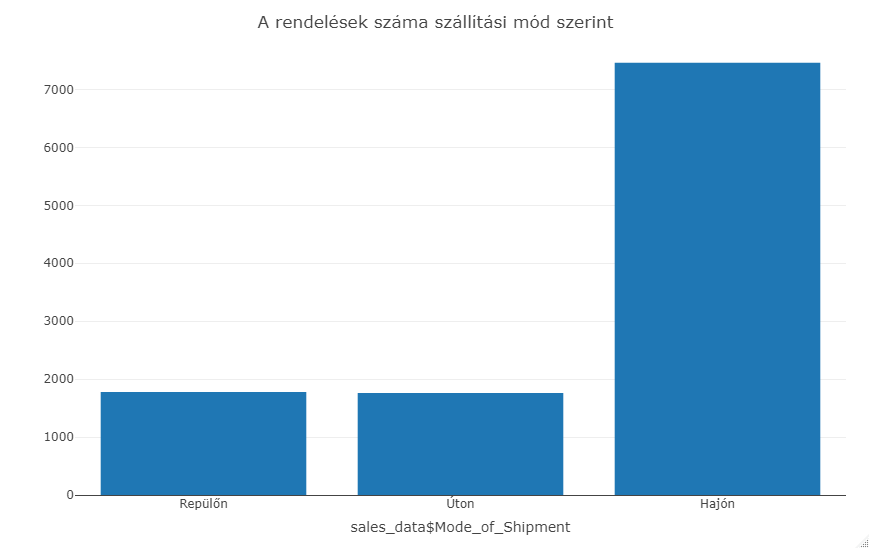 A rendelések száma szállítási mód szerint
7000
6000
5000
4000
3000
2000
1000
0
Repülőn
Úton
Hajón
sales_data$Mode_of_Shipment